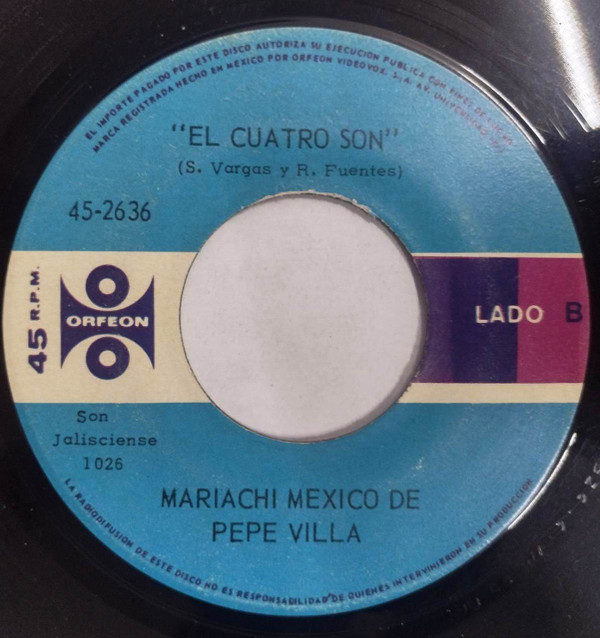 EL IMPORTE PAGADO POR ESTE DISCO AUTORIZA SU EJECUCION PUBLICA CON FINES DE LUCRO
MARCA REGISTRADA HECHO EN MEXICO POR ORFEON VIDEOVOX, S. A. AV. UNIVERSIDAD
"EL CUATRO SON"
(S. Vargas y R. Fuentes)
45-2636
45 R.P.M.
ORFEON
LADO B
Son
Jalisciense
1026
MARIACHI MEXICO DE
PEPE VILLA
LA RADIODIFUSION DE ESTE DISCO NO ES RESPONSABILIDAD DE QUIENES INTERVINIERON EN SU PRODUCCION